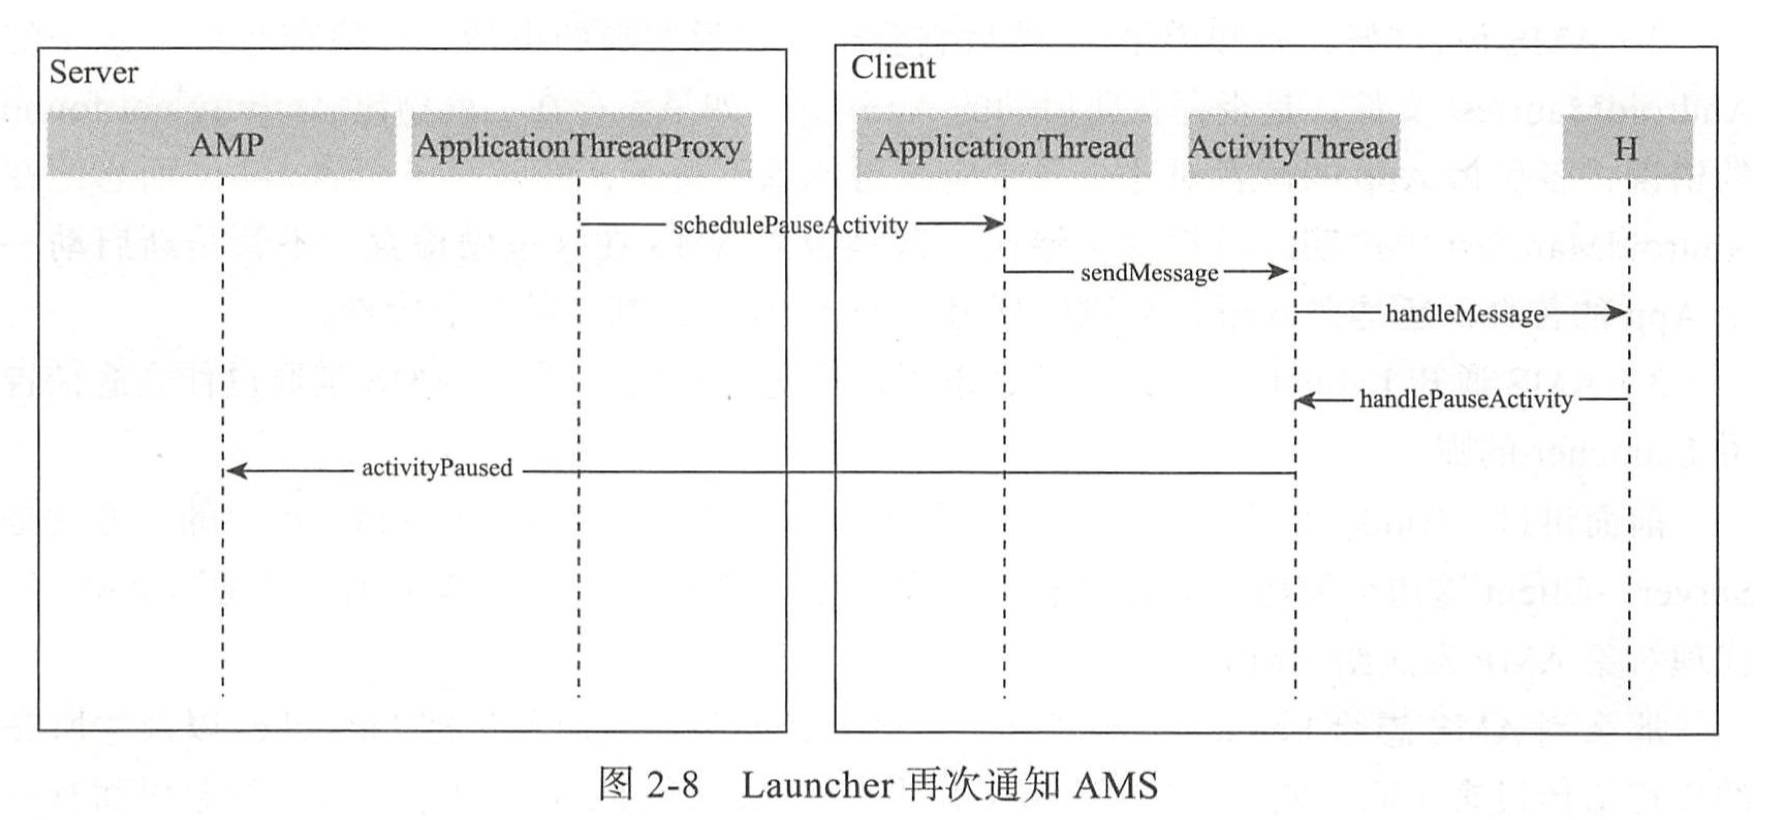 Server
Client
AMP
ApplicationThreadProxy
ApplicationThread
ActivityThread
H
schedulePauseActivity
sendMessage
handleMessage
handlePauseActivity
activityPaused
图 2-8 Launcher 再次通知 AMS